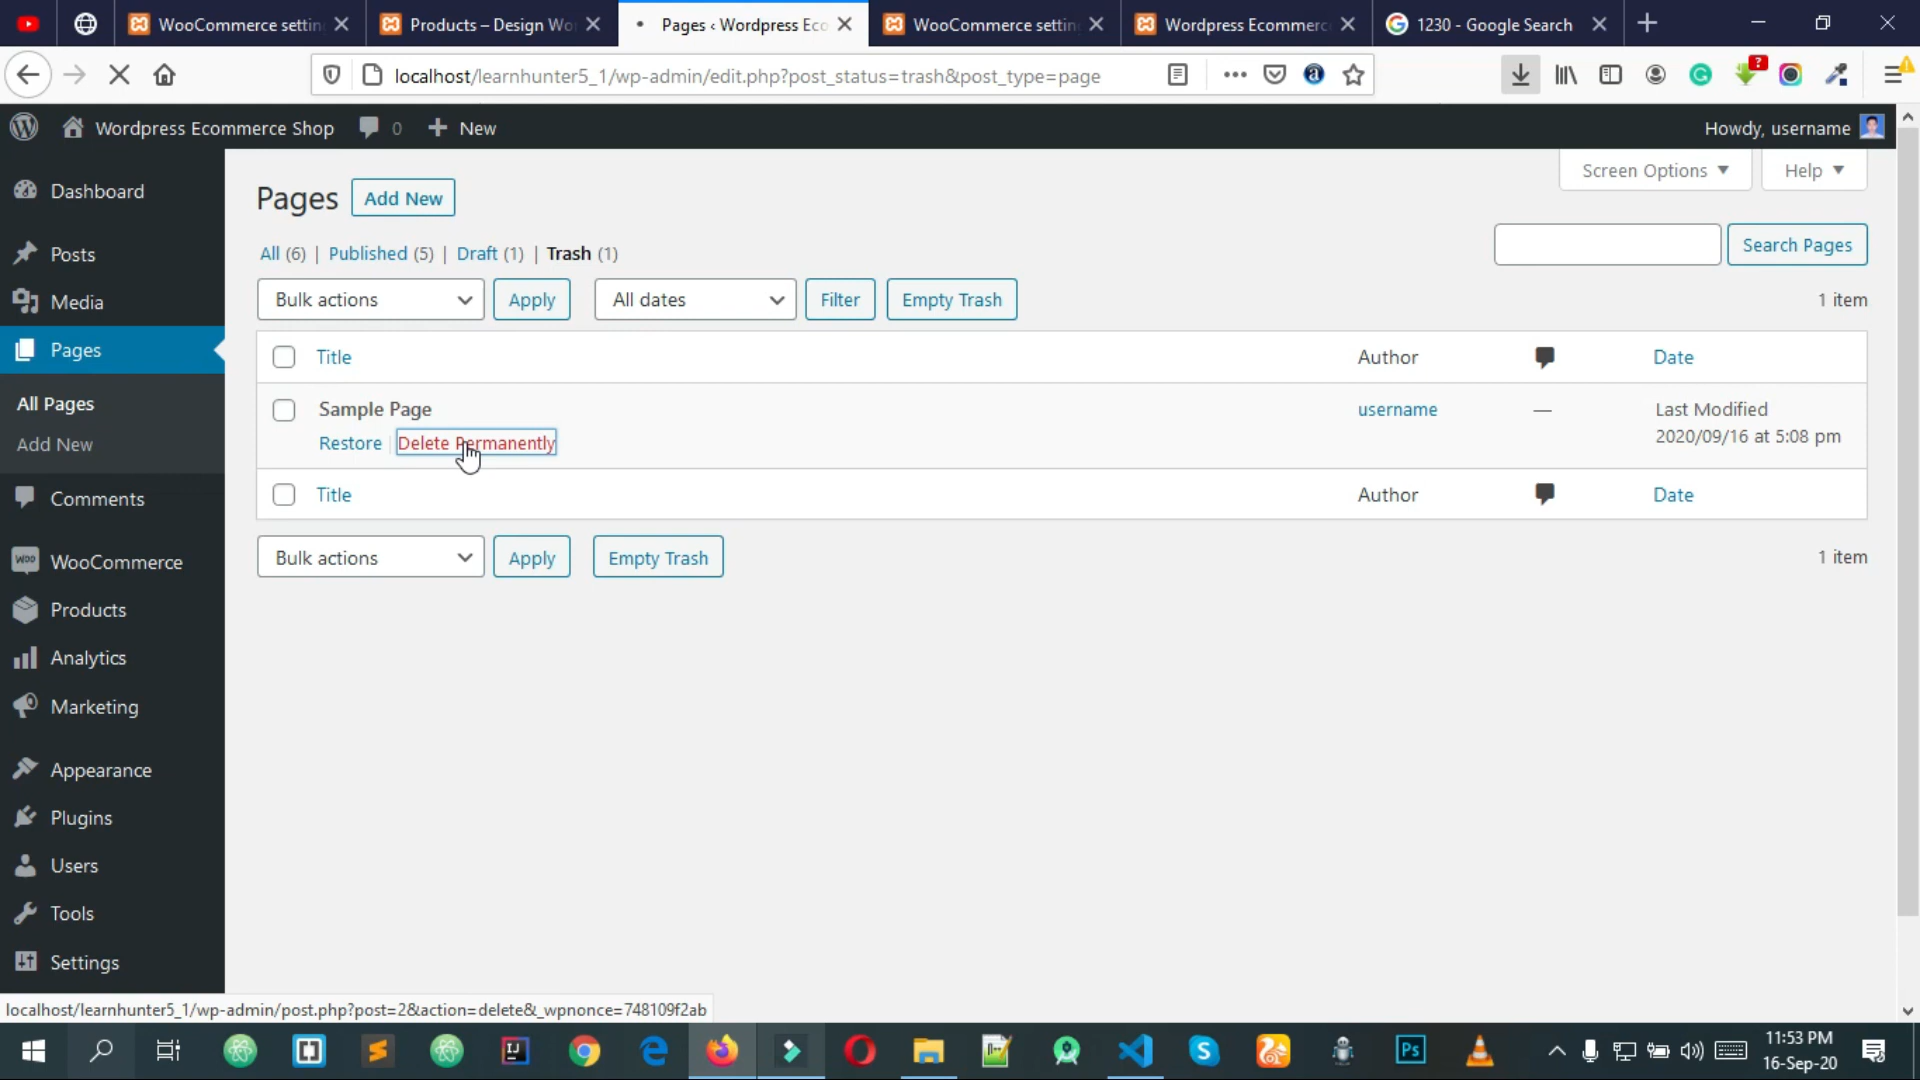 WooCommerce settin
Products – Design Wo
Pages ‹ Wordpress Eco
WooCommerce settin
Wordpress Ecommerc
1230 - Google Search
localhost/learnhunter5_1/wp-admin/edit.php?post_status=trash&post_type=page
Wordpress Ecommerce Shop
0
New
Howdy, username
Screen Options
Help
Dashboard
Posts
Media
Pages
All Pages
Add New
Comments
WooCommerce
Products
Analytics
Marketing
Appearance
Plugins
Users
Tools
Settings
Pages Add New
All (6) | Published (5) | Draft (1) | Trash (1)
Search Pages
Bulk actions Apply All dates Filter Empty Trash 1 item
Title Author Date
Sample Page username — Last Modified
2020/09/16 at 5:08 pm
Restore | Delete Permanently
Title Author Date
Bulk actions Apply Empty Trash 1 item
localhost/learnhunter5_1/wp-admin/post.php?post=2&action=delete&_wpnonce=748109f2ab
11:53 PM
16-Sep-20